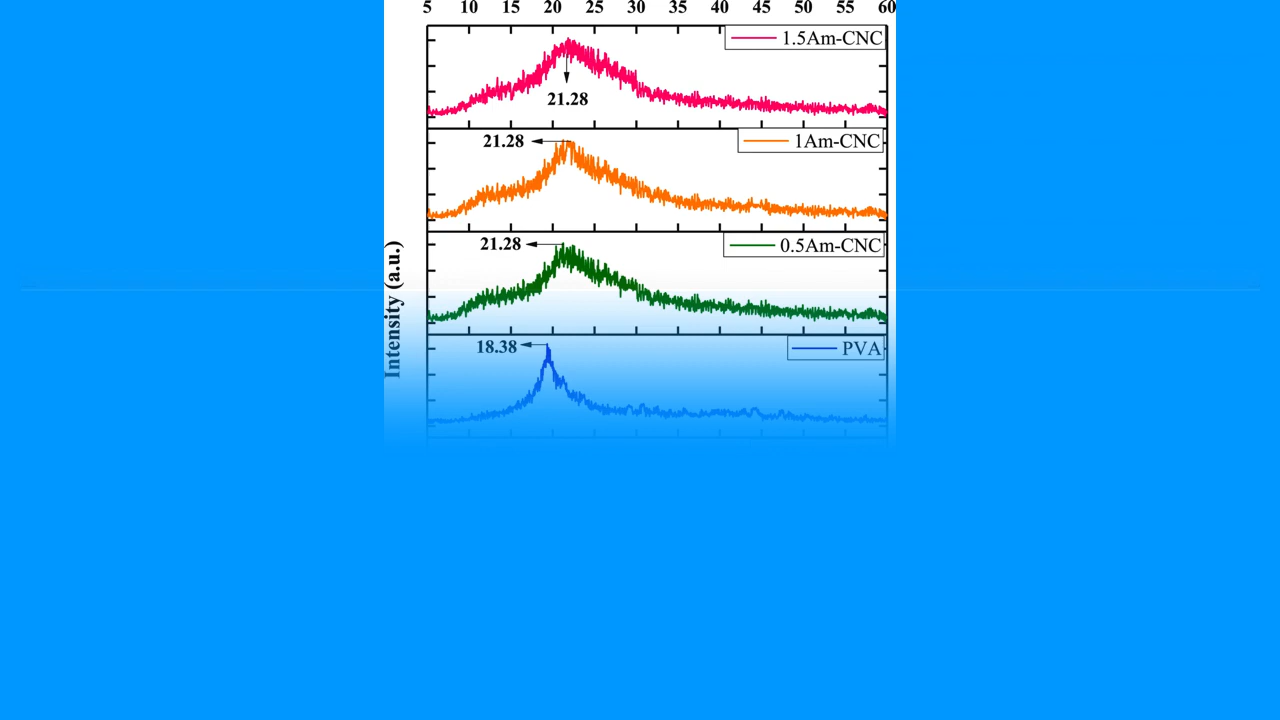 5 10 15 20 25 30 35 40 45 50 55 60
1.5Am-CNC
21.28
21.28
1Am-CNC
21.28
0.5Am-CNC
Intensity (a.u.)
18.38
PVA